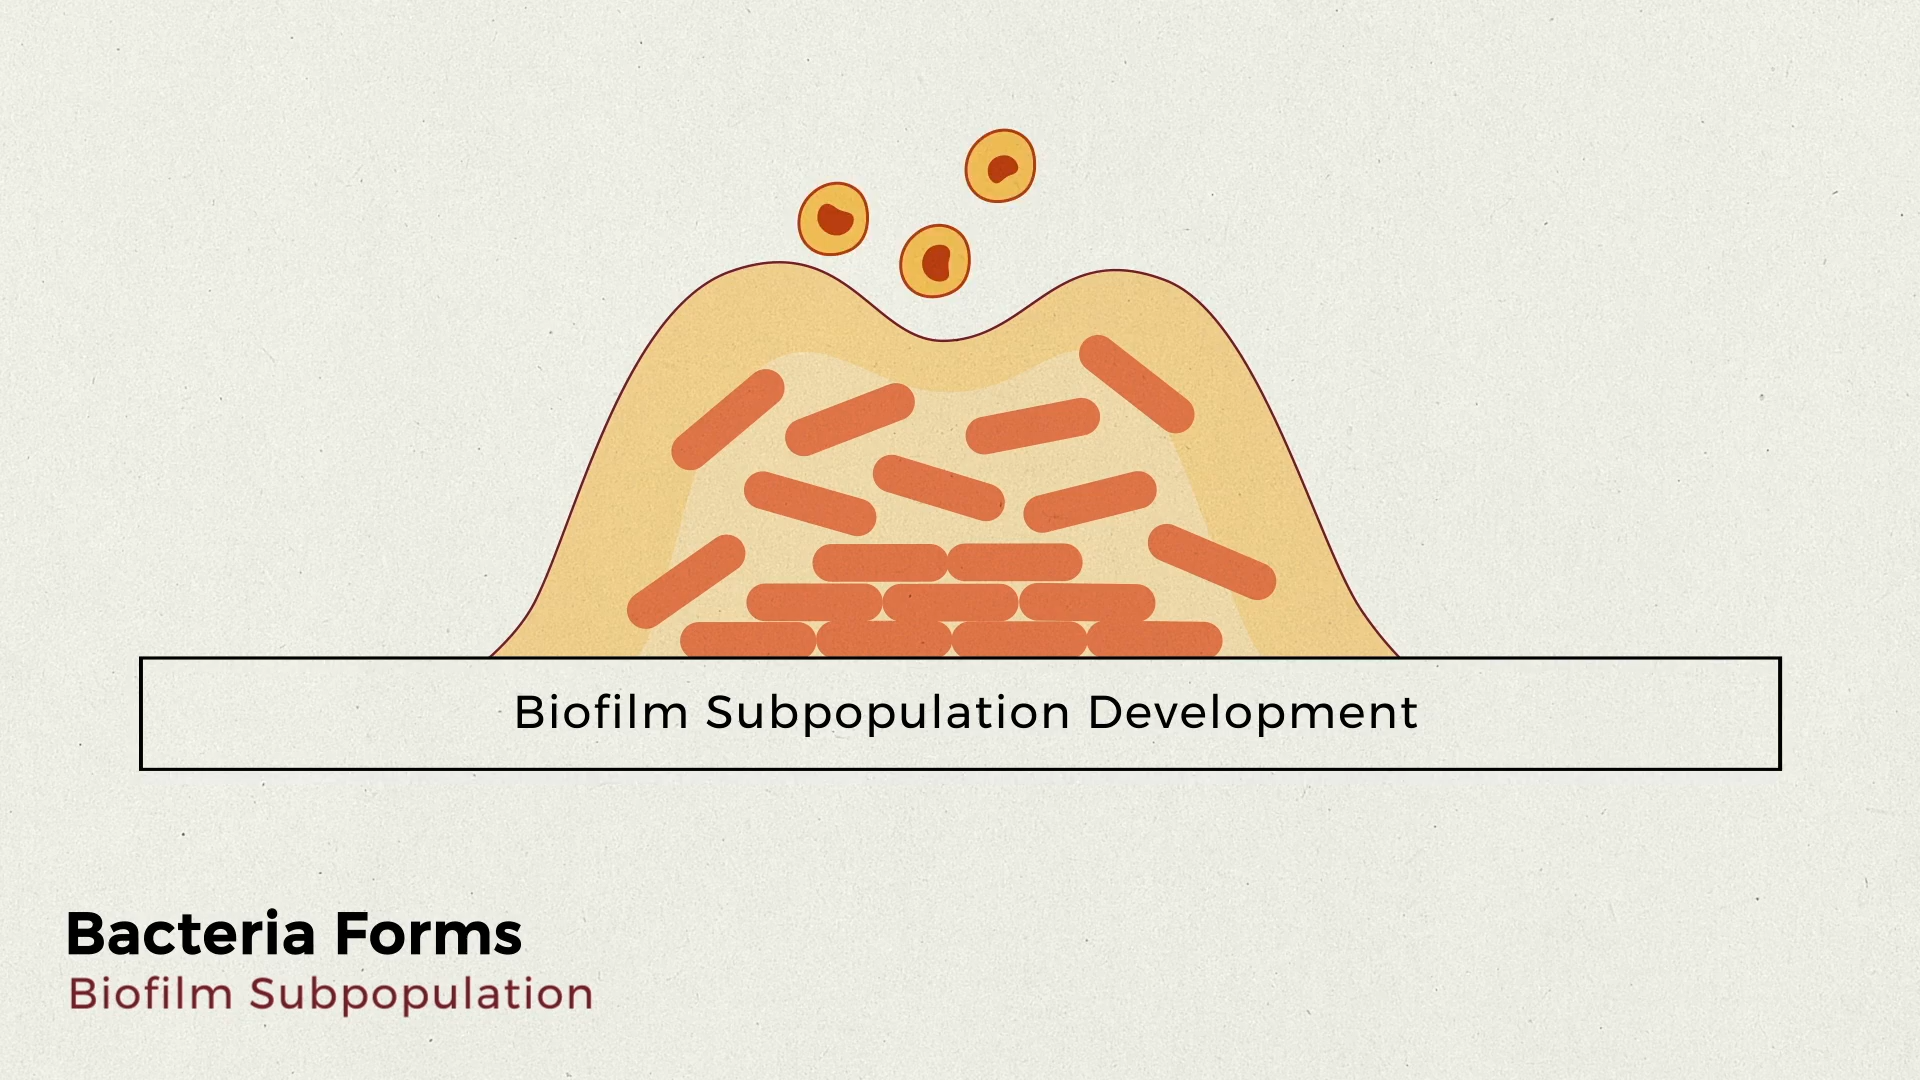 Biofilm Subpopulation Development
Bacteria Forms
Biofilm Subpopulation